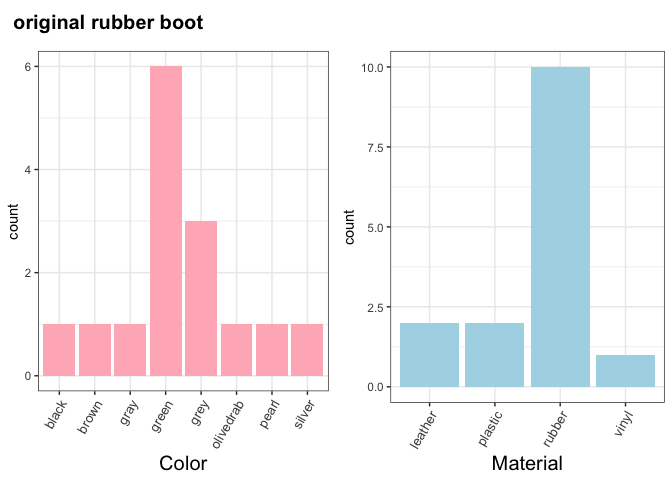 original rubber boot
count
6
4
2
0
black
brown
gray
green
grey
olivedrab
pearl
silver
Color
count
10.0
7.5
5.0
2.5
0.0
leather
plastic
rubber
vinyl
Material